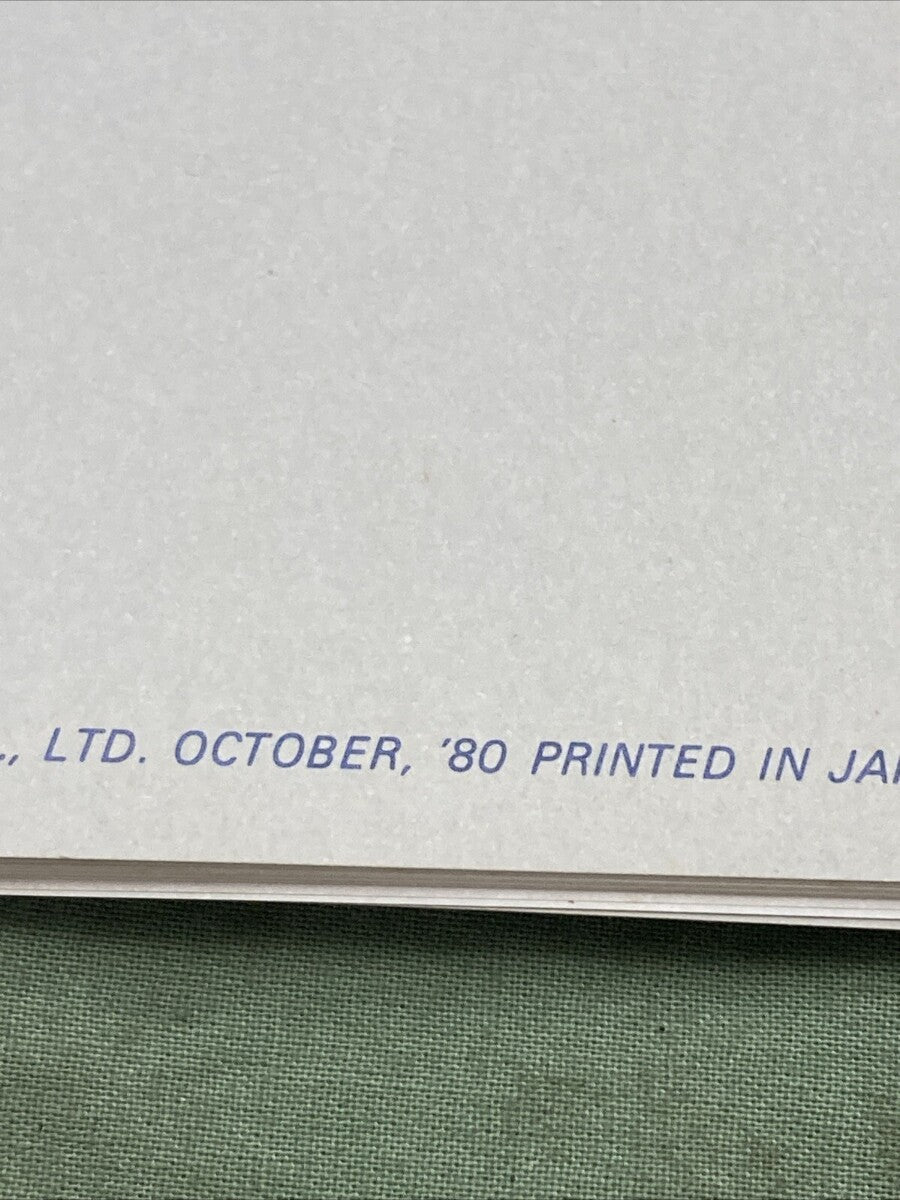 LTD. OCTOBER, '80 PRINTED IN